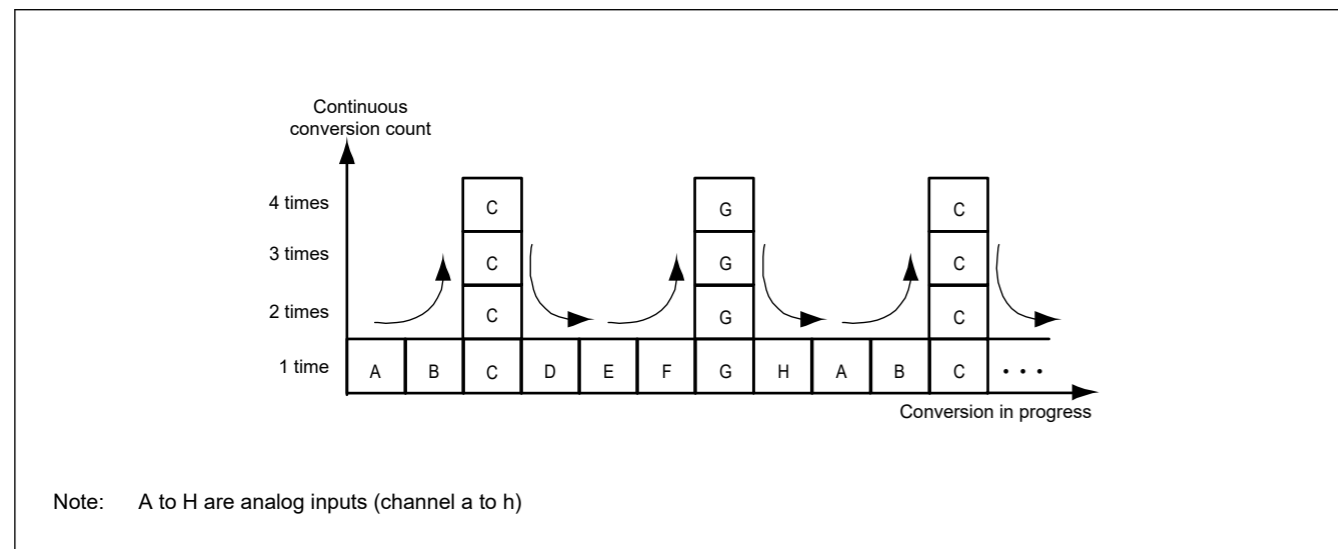 Continuous
conversion count
4 times C G C
3 times C G C
2 times C G C
1 time A B C D E F G H A B C • • •
Conversion in progress
Note: A to H are analog inputs (channel a to h)